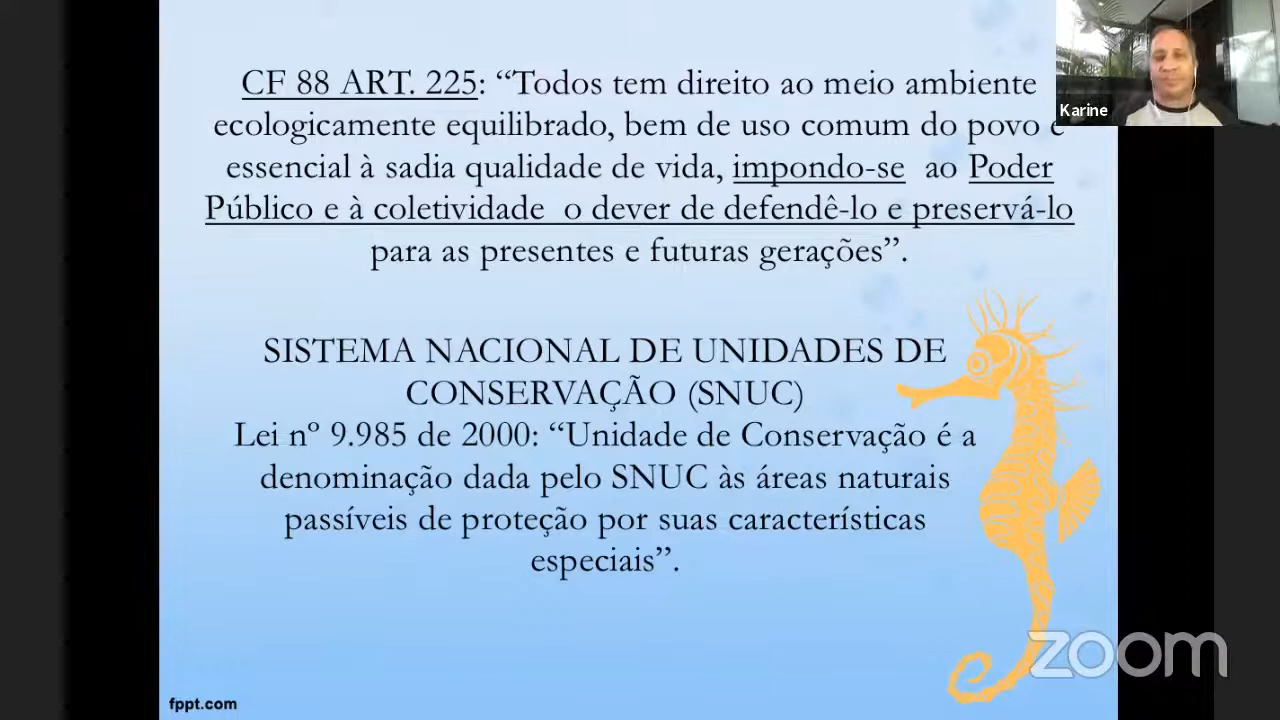 CF 88 ART. 225: “Todos tem direito ao meio ambiente
ecologicamente equilibrado, bem de uso comum do povo e
essencial à sadia qualidade de vida, impondo-se ao Poder
Público e à coletividade o dever de defendê-lo e preservá-lo
para as presentes e futuras gerações”.
SISTEMA NACIONAL DE UNIDADES DE
CONSERVAÇÃO (SNUC)
Lei nº 9.985 de 2000: “Unidade de Conservação é a
denominação dada pelo SNUC às áreas naturais
passíveis de proteção por suas características
especiais”.
Karine
zoom
fppt.com